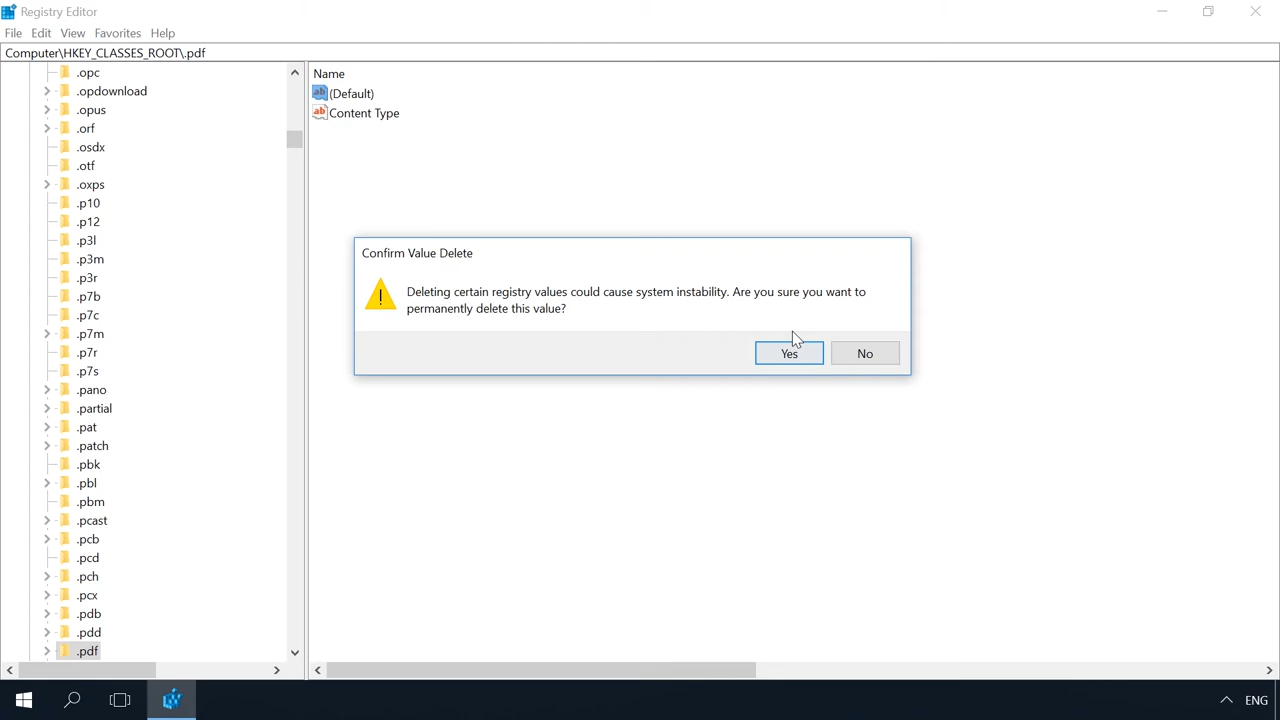 Registry Editor
File Edit View Favorites Help
Computer\HKEY_CLASSES_ROOT\.pdf
.opc
.opdownload
.opus
.orf
.osdx
.otf
.oxps
.p10
.p12
.p3l
.p3m
.p3r
.p7b
.p7c
.p7m
.p7r
.p7s
.pano
.partial
.pat
.patch
.pbk
.pbl
.pbm
.pcast
.pcb
.pcd
.pch
.pcx
.pdb
.pdd
.pdf
Name
(Default)
Content Type
Confirm Value Delete
Deleting certain registry values could cause system instability. Are you sure you want to
permanently delete this value?
Yes No
ENG